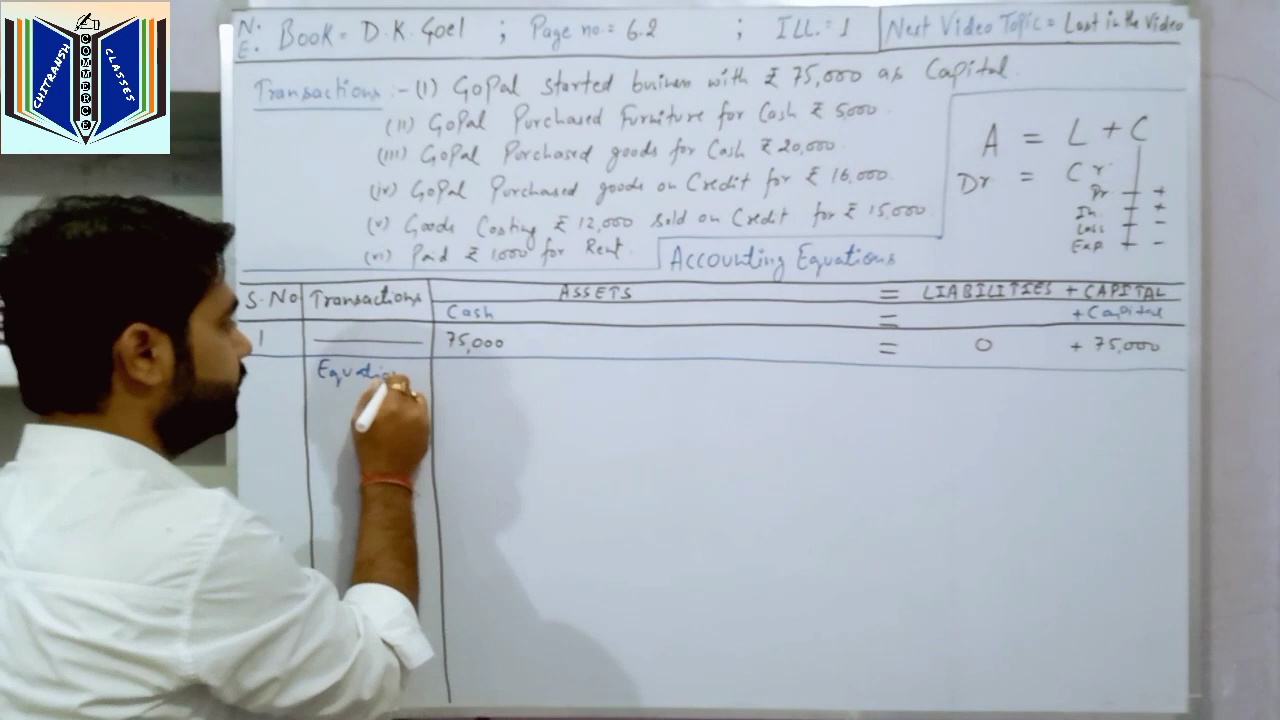 CHITRANSH COMMERCE CLASSES
N.E. Book = D.K. Goel ; Page no.= 6.2 ; ILL.= 1 Next Video Topic = Last in the Video
Transactions :- (i) GoPal started business with ₹ 75,000 as Capital.
(ii) GoPal Purchased Furniture for Cash ₹ 5000.
(iii) GoPal Purchased goods for Cash ₹ 20,000.
(iv) GoPal Purchased goods on Credit for ₹ 16,000.
(v) Goods Costing ₹ 12,000 sold on Credit for ₹ 15,000.
(vi) Paid ₹ 1000 for Rent.
A = L + C
Dr = Cr
Pr +
In. +
Loss -
Exp -
Accounting Equations
S.No Transactions ASSETS = LIABILITIES + CAPITAL
Cash = + Capital
1 75,000 = 0 + 75,000
Equation